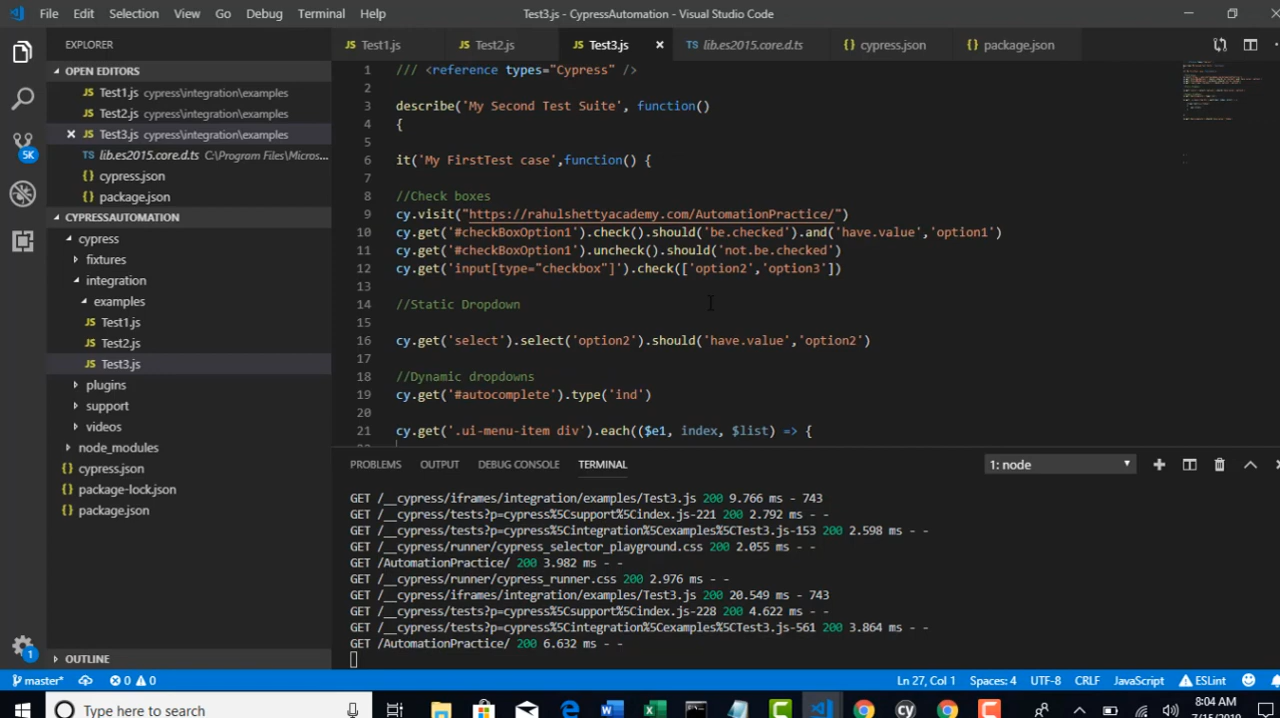 File Edit Selection View Go Debug Terminal Help Test3.js - CypressAutomation - Visual Studio Code
EXPLORER
OPEN EDITORS
JS Test1.js cypress\integration\examples
JS Test2.js cypress\integration\examples
JS Test3.js cypress\integration\examples
TS lib.es2015.core.d.ts C:\Program Files\Micros...
{} cypress.json
{} package.json
5K
CYPRESSAUTOMATION
cypress
fixtures
integration
examples
JS Test1.js
JS Test2.js
JS Test3.js
plugins
support
videos
node_modules
{} cypress.json
{} package-lock.json
{} package.json
OUTLINE
1
JS Test1.js JS Test2.js JS Test3.js TS lib.es2015.core.d.ts {} cypress.json {} package.json
1 /// <reference types="Cypress" />
2
3 describe('My Second Test Suite', function()
4 {
5
6 it('My FirstTest case',function() {
7
8 //Check boxes
9 cy.visit("https://rahulshettyacademy.com/AutomationPractice/")
10 cy.get('#checkBoxOption1').check().should('be.checked').and('have.value','option1')
11 cy.get('#checkBoxOption1').uncheck().should('not.be.checked')
12 cy.get('input[type="checkbox"]').check(['option2','option3'])
13
14 //Static Dropdown
15
16 cy.get('select').select('option2').should('have.value','option2')
17
18 //Dynamic dropdowns
19 cy.get('#autocomplete').type('ind')
20
21 cy.get('.ui-menu-item div').each(($e1, index, $list) => {
PROBLEMS OUTPUT DEBUG CONSOLE TERMINAL 1: node
GET /__cypress/iframes/integration/examples/Test3.js 200 9.766 ms - 743
GET /__cypress/tests?p=cypress%5Csupport%5Cindex.js-221 200 2.792 ms - -
GET /__cypress/tests?p=cypress%5Cintegration%5Cexamples%5CTest3.js-153 200 2.598 ms - -
GET /__cypress/runner/cypress_selector_playground.css 200 2.055 ms - -
GET /AutomationPractice/ 200 3.982 ms - -
GET /__cypress/runner/cypress_runner.css 200 2.976 ms - -
GET /__cypress/iframes/integration/examples/Test3.js 200 20.549 ms - 743
GET /__cypress/tests?p=cypress%5Csupport%5Cindex.js-228 200 4.622 ms - -
GET /__cypress/tests?p=cypress%5Cintegration%5Cexamples%5CTest3.js-561 200 3.864 ms - -
GET /AutomationPractice/ 200 6.632 ms - -
master* 0 0 Ln 27, Col 1 Spaces: 4 UTF-8 CRLF JavaScript ESLint
Type here to search cy 8:04 AM